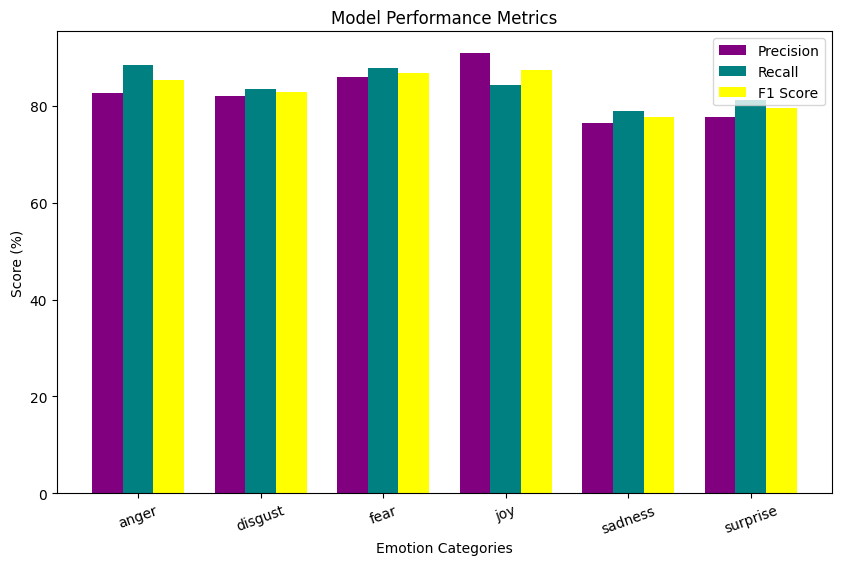 Model Performance Metrics
Precision
Recall
F1 Score
80
60
40
20
0
Score (%)
anger
disgust
fear
joy
sadness
surprise
Emotion Categories